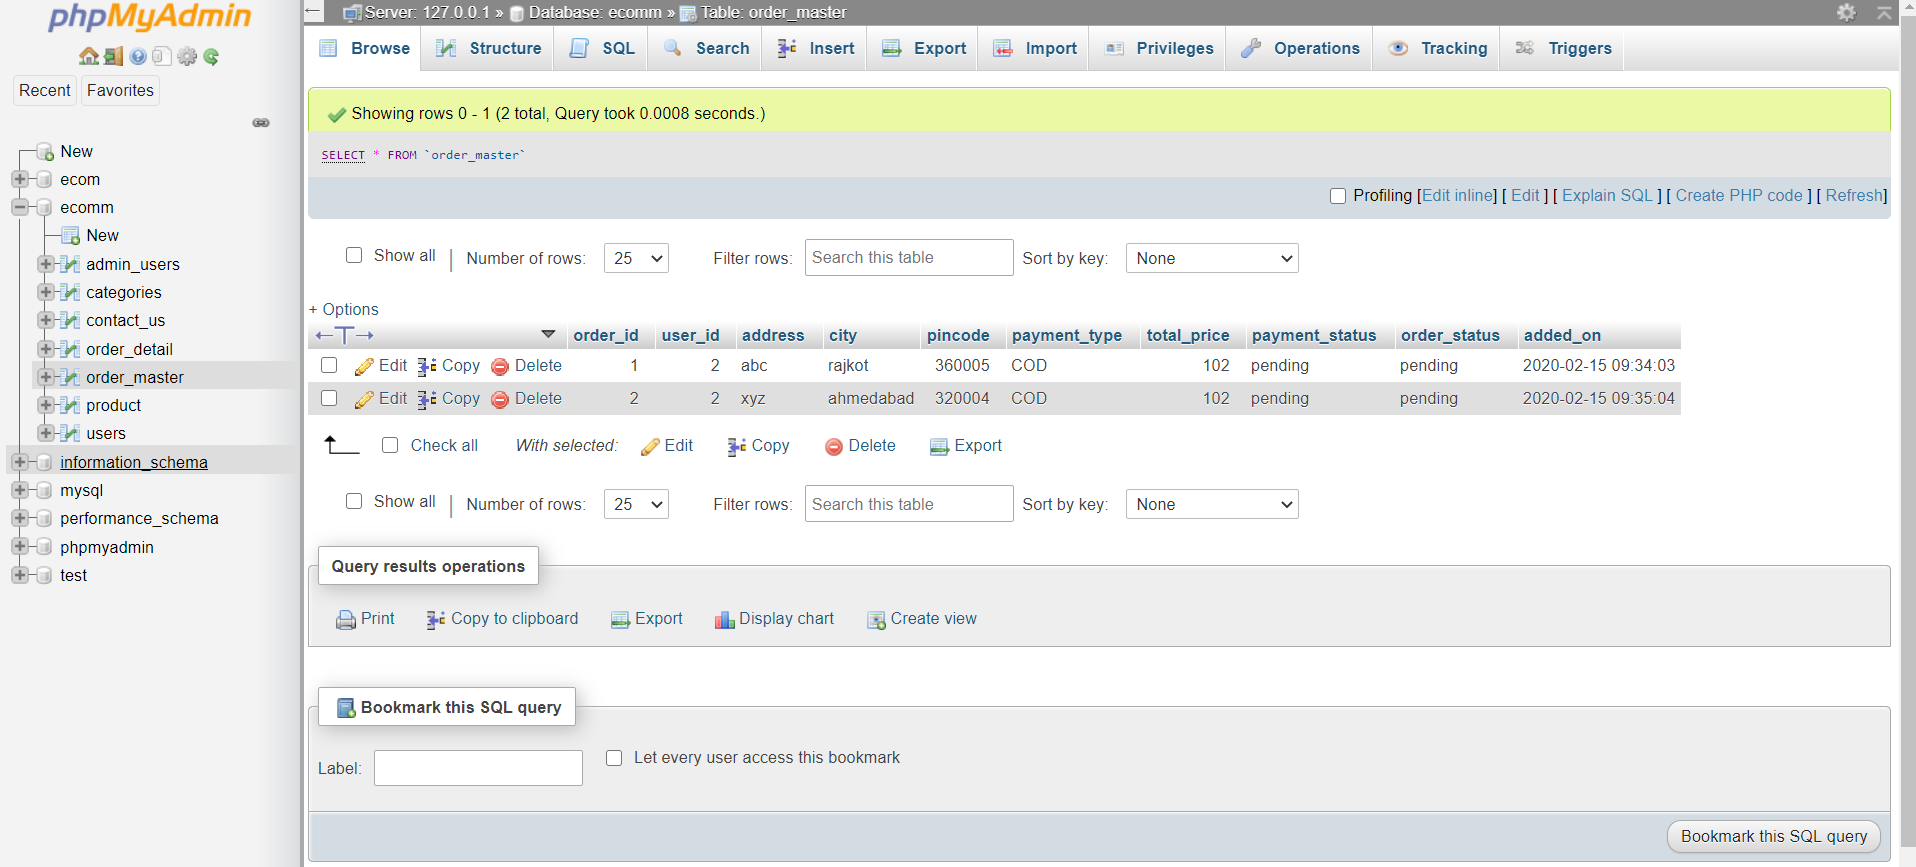 phpMyAdmin
Recent Favorites
New
ecom
ecomm
New
admin_users
categories
contact_us
order_detail
order_master
product
users
information_schema
mysql
performance_schema
phpmyadmin
test
Server: 127.0.0.1 » Database: ecomm » Table: order_master
Browse Structure SQL Search Insert Export Import Privileges Operations Tracking Triggers
Showing rows 0 - 1 (2 total, Query took 0.0008 seconds.)
SELECT * FROM `order_master`
Profiling [Edit inline] [ Edit ] [ Explain SQL ] [ Create PHP code ] [ Refresh]
Show all | Number of rows: 25 Filter rows: Search this table Sort by key: None
+ Options
order_id user_id address city pincode payment_type total_price payment_status order_status added_on
Edit Copy Delete 1 2 abc rajkot 360005 COD 102 pending pending 2020-02-15 09:34:03
Edit Copy Delete 2 2 xyz ahmedabad 320004 COD 102 pending pending 2020-02-15 09:35:04
Check all With selected: Edit Copy Delete Export
Show all | Number of rows: 25 Filter rows: Search this table Sort by key: None
Query results operations
Print Copy to clipboard Export Display chart Create view
Bookmark this SQL query
Label: Let every user access this bookmark
Bookmark this SQL query